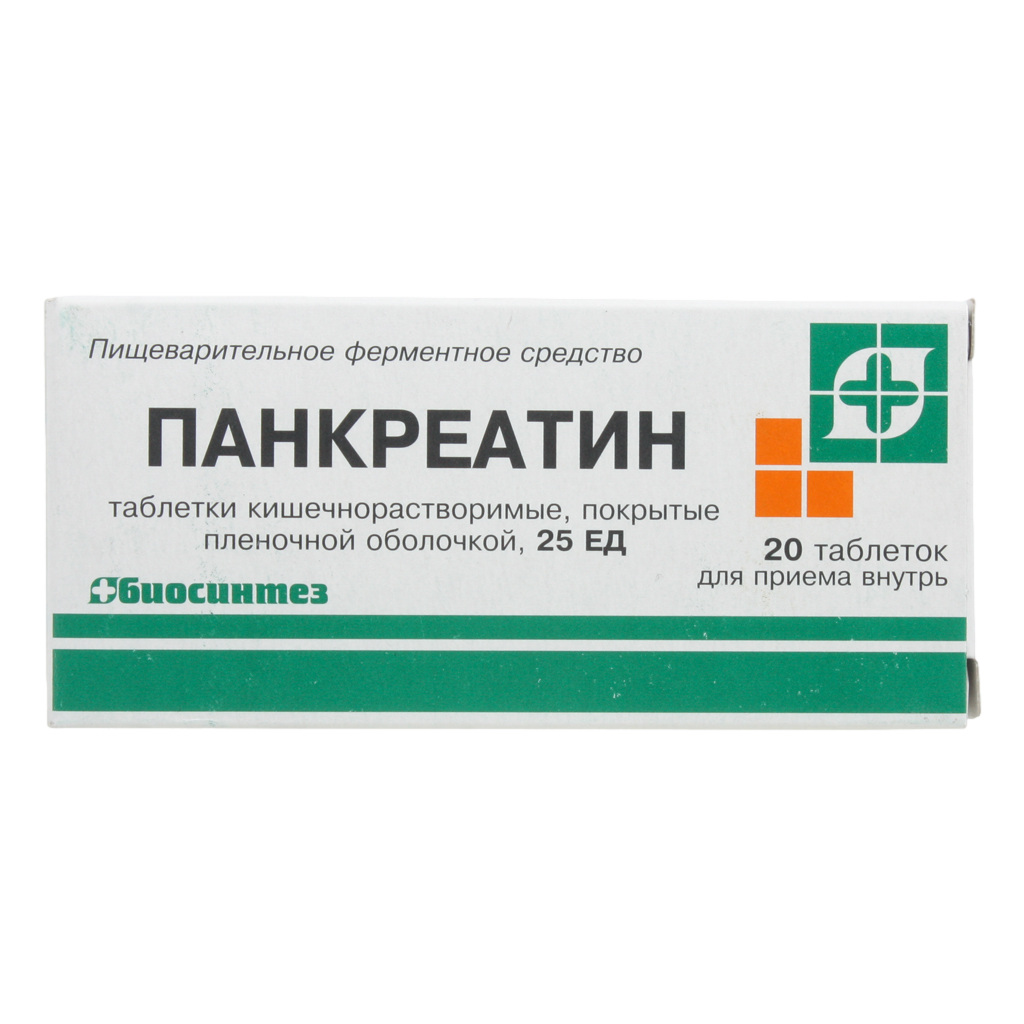 Пищеварительное ферментное средство
ПАНКРЕАТИН
таблетки кишечнорастворимые, покрытые
пленочной оболочкой, 25 ЕД
20 таблеток
для приема внутрь
биосинтез